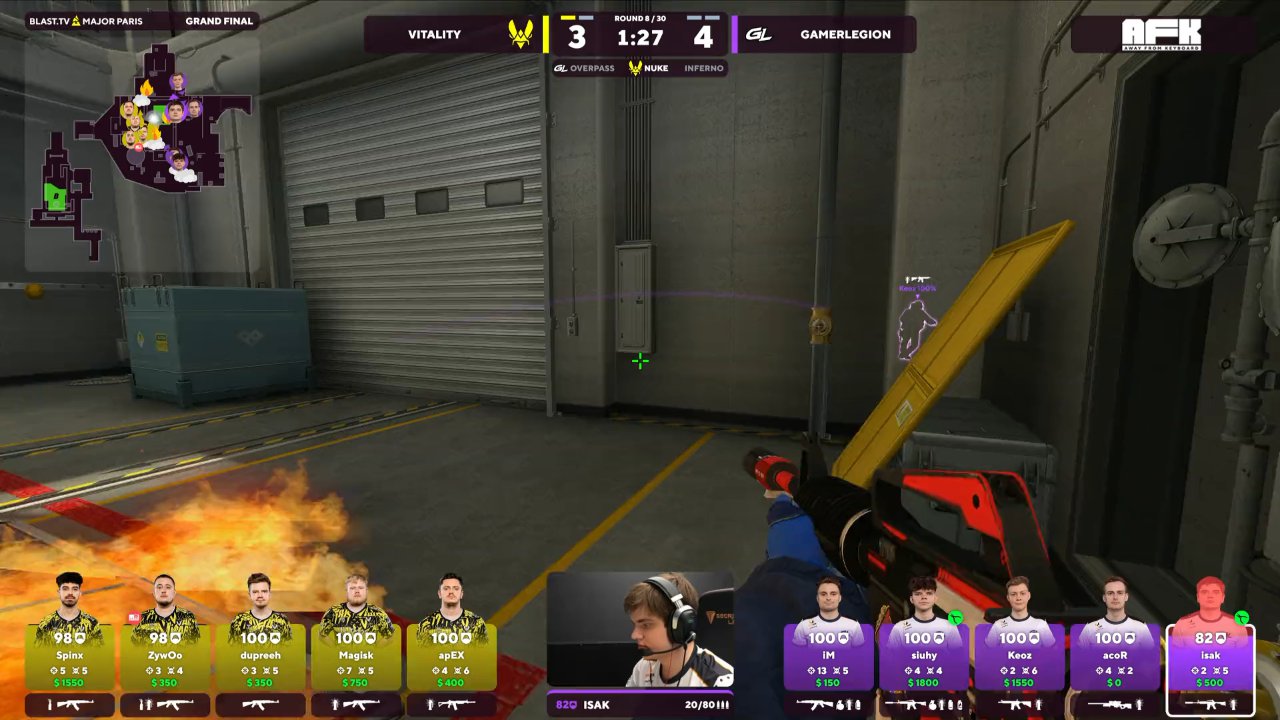 BLAST.TV MAJOR PARIS
GRAND FINAL
VITALITY
3
ROUND 8 / 30
1:27
4
GL
GAMERLEGION
AFK
AWAY FROM KEYBOARD
GL OVERPASS
NUKE
INFERNO
Keoz 100%
98
Spinx
5 5
$ 1550
98
ZywOo
3 4
$ 350
100
dupreeh
3 5
$ 350
100
Magisk
7 5
$ 750
100
apEX
4 6
$ 400
82 ISAK
20/80
100
iM
13 5
$ 150
100
siuhy
4 4
$ 1800
100
Keoz
2 6
$ 1550
100
acoR
4 2
$ 0
82
isak
2 5
$ 500